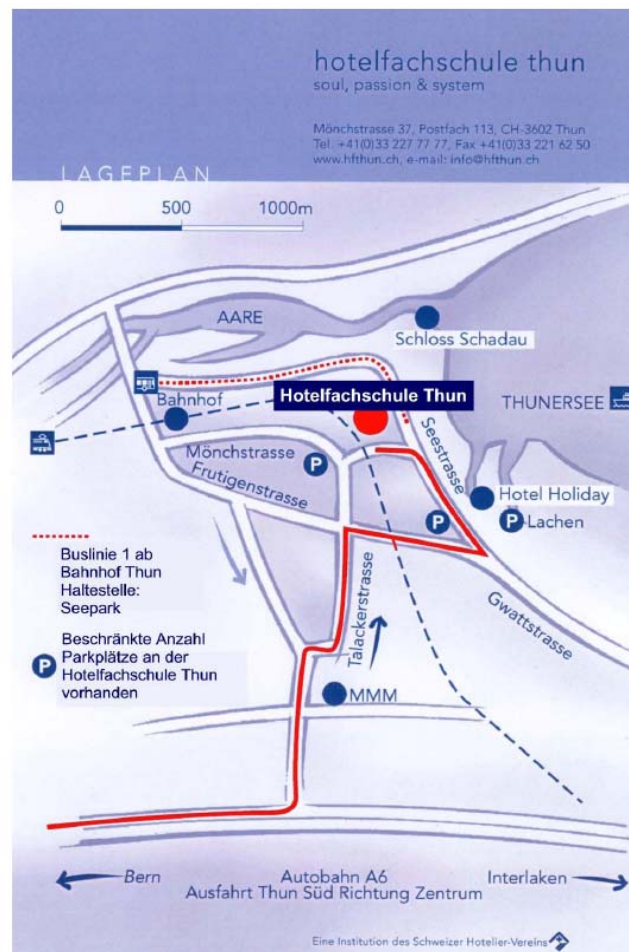 hotelfachschule thun
soul, passion & system
Mönchstrasse 37, Postfach 113, CH-3602 Thun
Tel. +41(0)33 227 77 77, Fax +41(0)33 221 62 50
www.hfthun.ch, e-mail: info@hfthun.ch
LAGEPLAN
0 500 1000m
AARE
Schloss Schadau
Bahnhof
Hotelfachschule Thun
THUNERSEE
Mönchstrasse
P
Frutigenstrasse
Seestrasse
Hotel Holiday
P
P
Lachen
Buslinie 1 ab
Bahnhof Thun
Haltestelle:
Seepark
Talackerstrasse
Gwattstrasse
P
Beschränkte Anzahl
Parkplätze an der
Hotelfachschule Thun
vorhanden
MMM
Bern
Autobahn A6
Interlaken
Ausfahrt Thun Süd Richtung Zentrum
Eine Institution des Schweizer Hotelier-Vereins